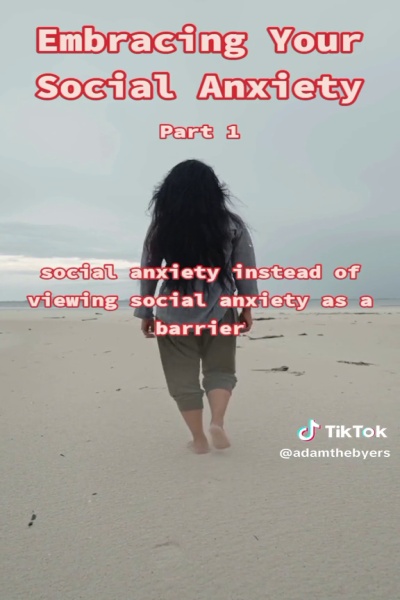 Embracing Your
Social Anxiety
Part 1
social anxiety instead of
viewing social anxiety as a
barrier
TikTok
@adamthebyers